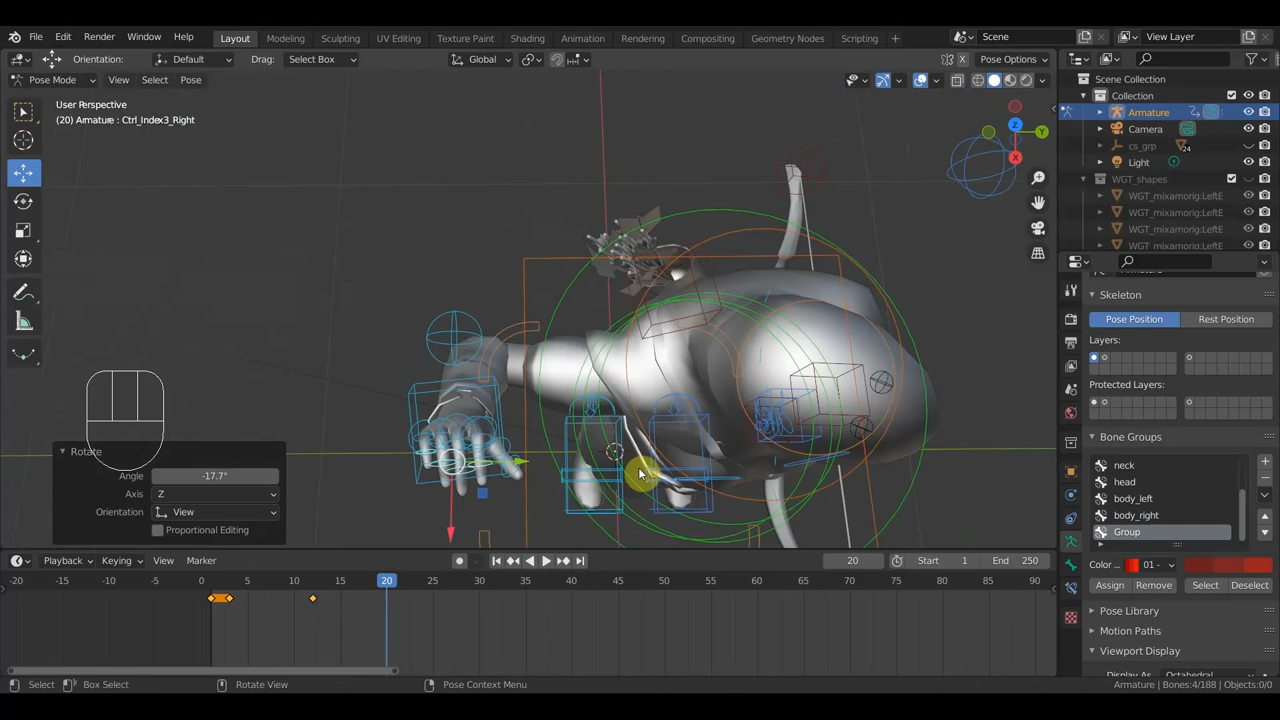 File Edit Render Window Help Layout Modeling Sculpting UV Editing Texture Paint Shading Animation Rendering Compositing Geometry Nodes Scripting + Scene View Layer
Orientation: Default Drag: Select Box Global X Pose Options
Pose Mode View Select Pose
User Perspective
(20) Armature : Ctrl_Index3_Right
Z
Y
X
Scene Collection
Collection
Armature
Camera
cs_grp 24
Light
WGT_shapes
WGT_mixamorig:LeftE
WGT_mixamorig:LeftE
WGT_mixamorig:LeftE
WGT_mixamorig:LeftE
Skeleton
Pose Position Rest Position
Layers:
Protected Layers:
Bone Groups
neck
head
body_left
body_right
Group
Color ... 01 -
Assign Remove Select Deselect
Pose Library
Motion Paths
Viewport Display
Display As Octahedral
Rotate
Angle -17.7°
Axis Z
Orientation View
Proportional Editing
Playback Keying View Marker 20 Start 1 End 250
-20 -15 -10 -5 0 5 10 15 20 25 30 35 40 45 50 55 60 65 70 75 80 85 90
Select Box Select Rotate View Pose Context Menu Armature | Bones:4/188 | Objects:0/0